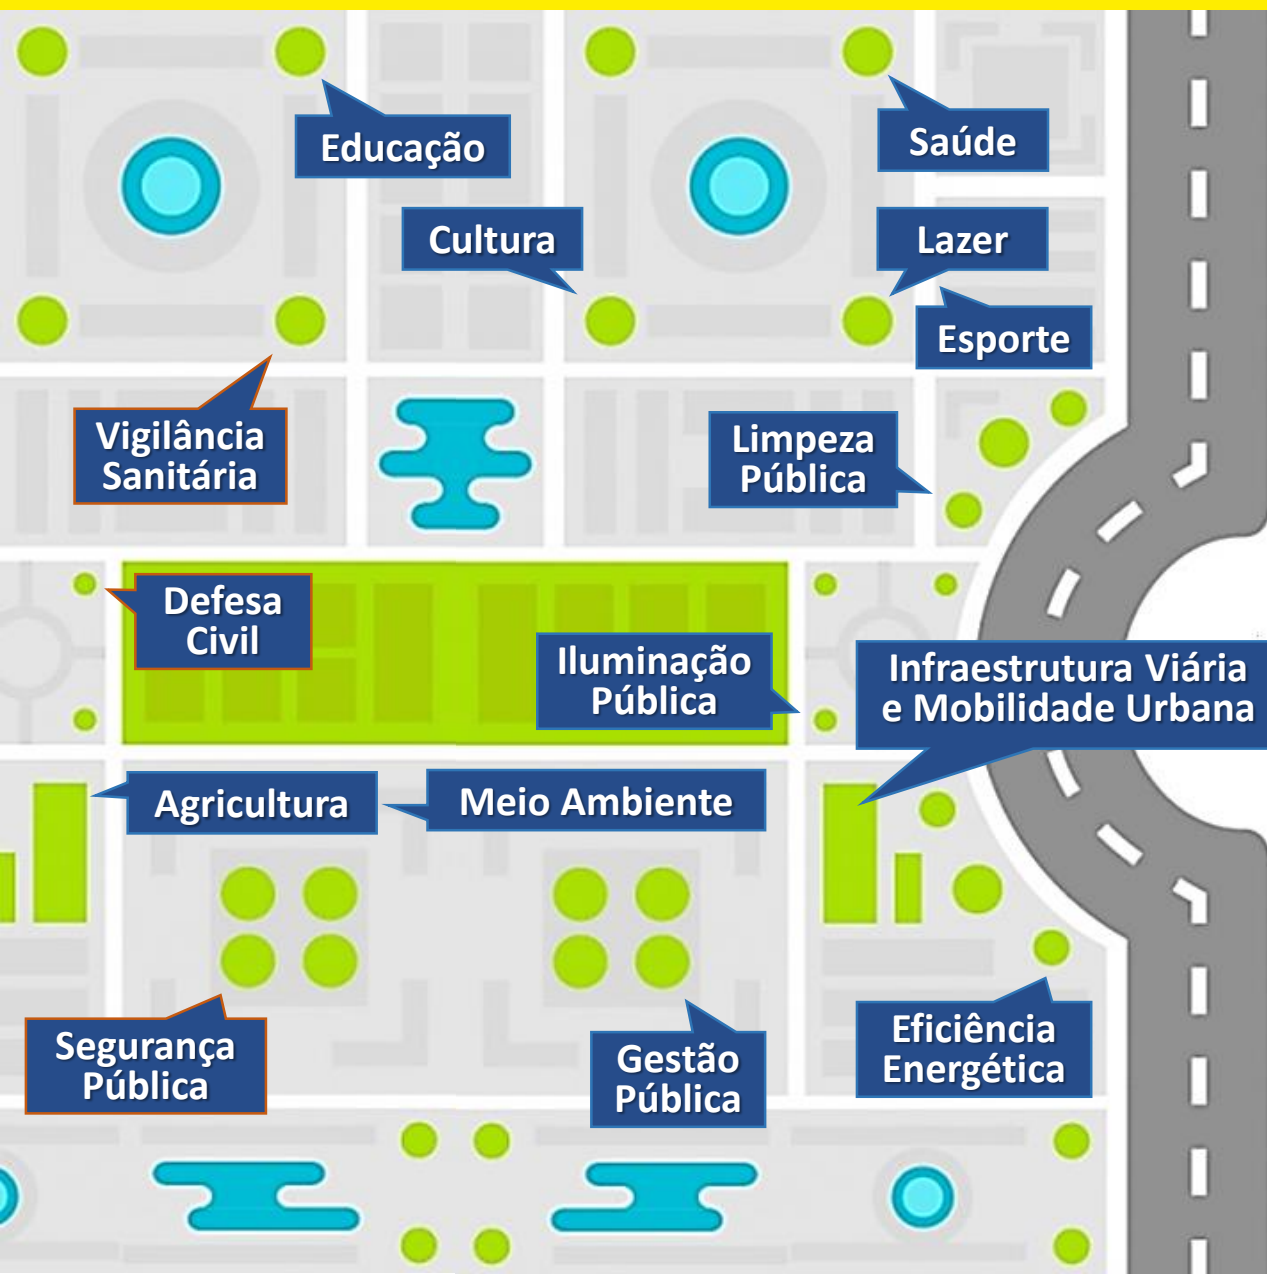 Educação
Saúde
Cultura
Lazer
Esporte
Vigilância
Sanitária
Limpeza
Pública
Defesa
Civil
Iluminação
Pública
Infraestrutura Viária
e Mobilidade Urbana
Agricultura
Meio Ambiente
Segurança
Pública
Gestão
Pública
Eficiência
Energética